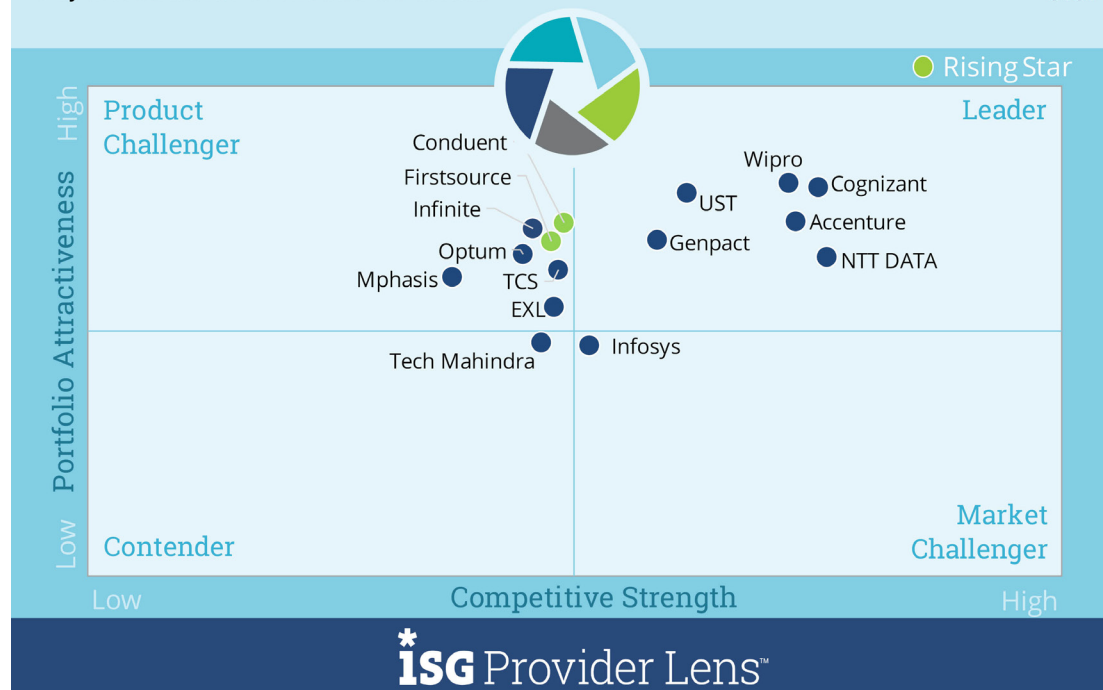 Rising Star
High
Product
Challenger
Leader
Conduent
Firstsource
Infinite
Optum
Mphasis
TCS
EXL
Wipro
Cognizant
UST
Accenture
Genpact
NTT DATA
Tech Mahindra
Infosys
Portfolio Attractiveness
Low
Contender
Market
Challenger
Low
Competitive Strength
High
*ISG Provider Lens™